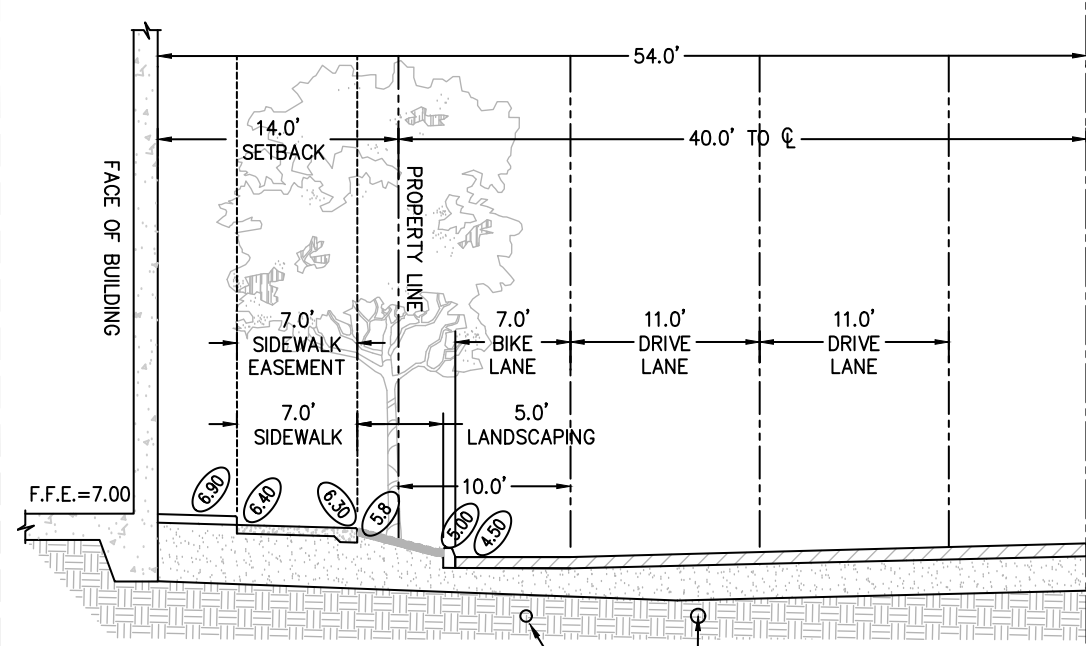 54.0'
14.0'
SETBACK
40.0' TO ℄
FACE OF BUILDING
PROPERTY LINE
7.0'
SIDEWALK
EASEMENT
7.0'
BIKE
LANE
11.0'
DRIVE
LANE
11.0'
DRIVE
LANE
7.0'
SIDEWALK
5.0'
LANDSCAPING
10.0'
F.F.E.=7.00
6.90
6.40
6.30
5.8
5.00
4.50